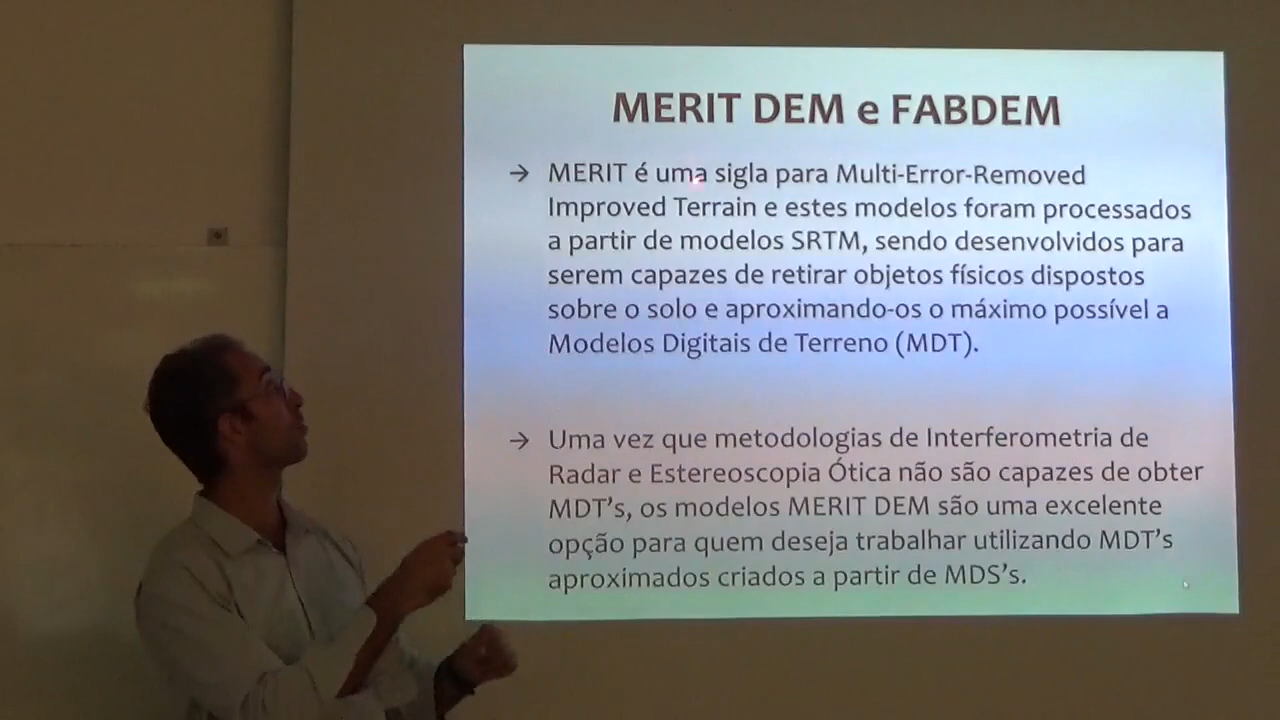 MERIT DEM e FABDEM
→ MERIT é uma sigla para Multi-Error-Removed
Improved Terrain e estes modelos foram processados
a partir de modelos SRTM, sendo desenvolvidos para
serem capazes de retirar objetos físicos dispostos
sobre o solo e aproximando-os o máximo possível a
Modelos Digitais de Terreno (MDT).
→ Uma vez que metodologias de Interferometria de
Radar e Estereoscopia Ótica não são capazes de obter
MDT’s, os modelos MERIT DEM são uma excelente
opção para quem deseja trabalhar utilizando MDT’s
aproximados criados a partir de MDS’s.